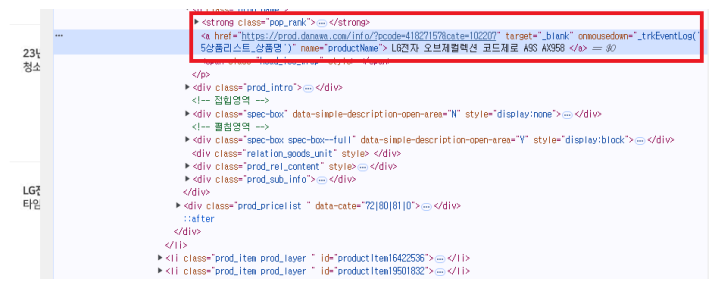 ▶<strong class="pop_rank">⋯</strong>
⋯ <a href="https://prod.danawa.com/info/?pcode=41827157&cate=102207" target="_blank" onmousedown="_trkEventLog('
5상품리스트_상품명')" name="productName"> LG전자 오브제컬렉션 코드제로 A9S AX958 </a> == $0
23년
청소
</p>
▶<div class="prod_intro">⋯</div>
<!-- 접힘영역 -->
▶<div class="spec-box" data-simple-description-open-area="N" style="display:none">⋯</div>
<!-- 펼침영역 -->
▶<div class="spec-box spec-box--full" data-simple-description-open-area="Y" style="display:block">⋯</div>
<div class="relation_goods_unit" style> </div>
▶<div class="prod_rel_content" style>⋯</div>
▶<div class="prod_sub_info">⋯</div>
LG전
타임
</div>
▶<div class="prod_pricelist " data-cate="72|80|81|0">⋯</div>
::after
</div>
</li>
▶<li class="prod_item prod_layer " id="productItem16422536">⋯</li>
▶<li class="prod_item prod_layer " id="productItem19501832">⋯</li>